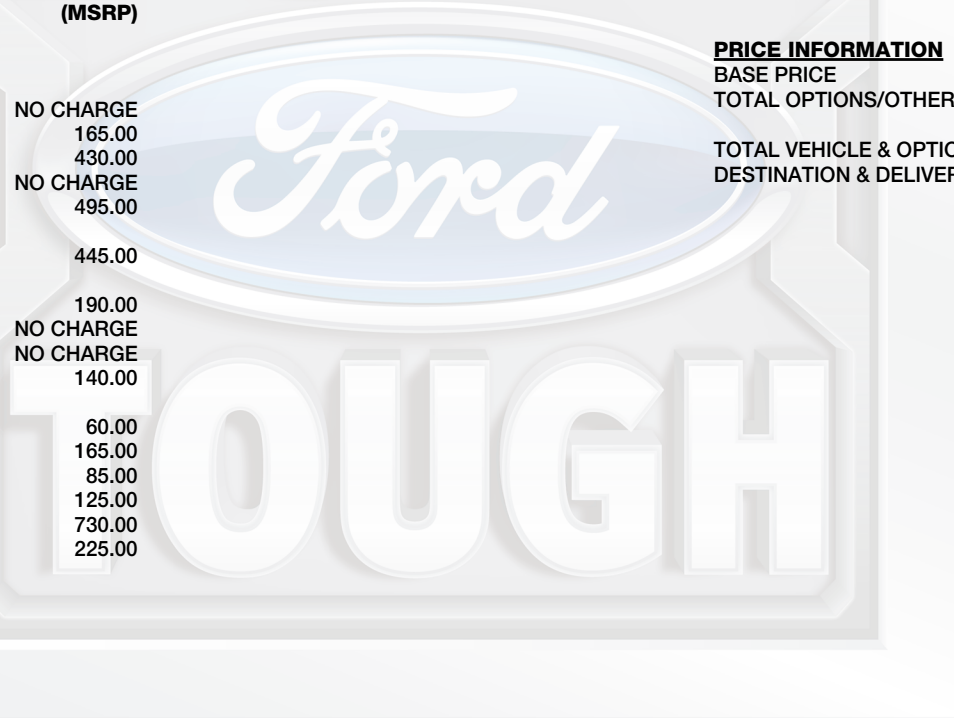 (MSRP)
NO CHARGE
165.00
430.00
NO CHARGE
495.00
445.00
190.00
NO CHARGE
NO CHARGE
140.00
60.00
165.00
85.00
125.00
730.00
225.00
PRICE INFORMATION
BASE PRICE
TOTAL OPTIONS/OTHER
TOTAL VEHICLE & OPTIO
DESTINATION & DELIVER
Ford
TOUGH